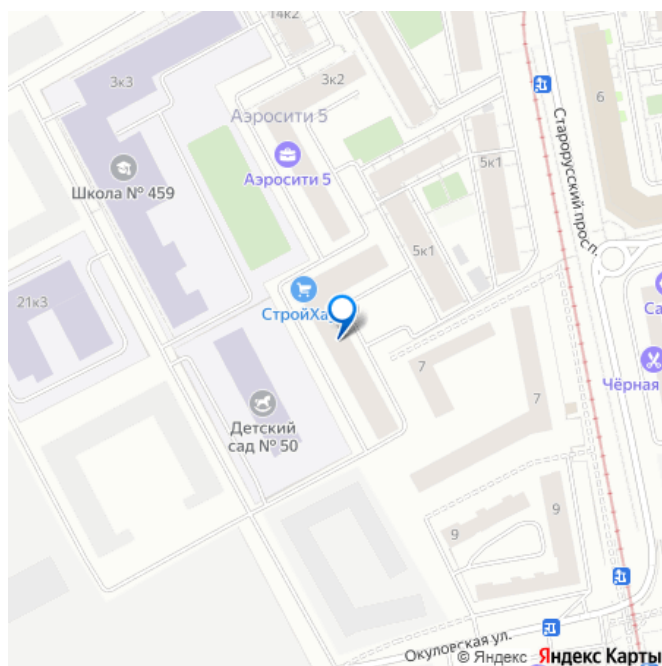 14к2
3к3
3к2
6
Аэросити 5
Аэросити 5
Школа № 459
5к1
Старорусский просп.
5к1
21к3
СтройХа
Са
7
Чёрная
7
Детский
сад № 50
9
9
Окуловская ул.
© Яндекс Яндекс Карты